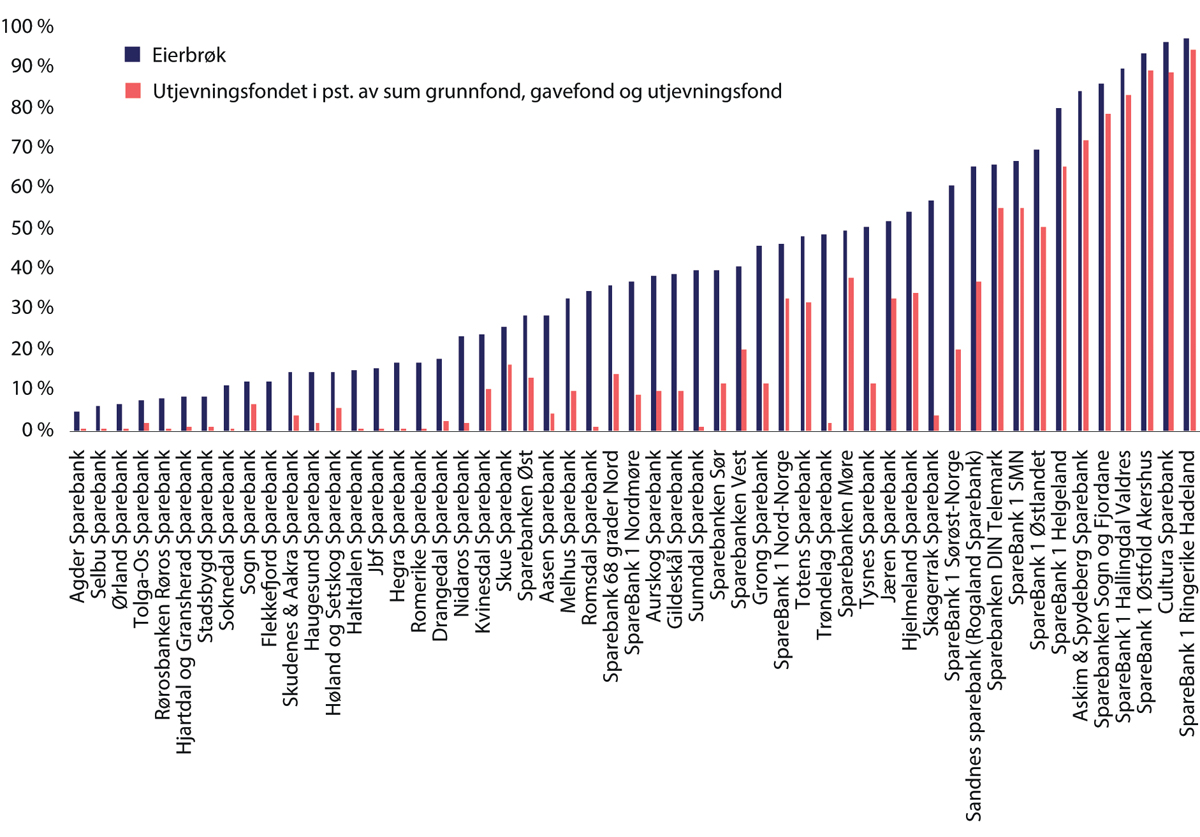 100 %
90 %
80 %
70 %
60 %
50 %
40 %
30 %
20 %
10 %
0 %
Eierbrøk
Utjevningsfondet i pst. av sum grunnfond, gavefond og utjevningsfond
Agder Sparebank
Selbu Sparebank
Ørland Sparebank
Tolga-Os Sparebank
Rørosbanken Røros Sparebank
Hjartdal og Gransherad Sparebank
Stadsbygd Sparebank
Soknedal Sparebank
Sogn Sparebank
Flekkefjord Sparebank
Skudenes & Aakra Sparebank
Haugesund Sparebank
Høland og Setskog Sparebank
Haltdalen Sparebank
Jbf Sparebank
Hegra Sparebank
Romerike Sparebank
Drangedal Sparebank
Nidaros Sparebank
Kvinesdal Sparebank
Skue Sparebank
Sparebanken Øst
Aasen Sparebank
Melhus Sparebank
Romsdal Sparebank
Sparebank 68 grader Nord
SpareBank 1 Nordmøre
Aurskog Sparebank
Gildeskål Sparebank
Sunndal Sparebank
Sparebanken Sør
Sparebanken Vest
Grong Sparebank
SpareBank 1 Nord-Norge
Totens Sparebank
Trøndelag Sparebank
Sparebanken Møre
Tysnes Sparebank
Jæren Sparebank
Hjelmeland Sparebank
Skagerrak Sparebank
SpareBank 1 Sørøst-Norge
Sandnes sparebank (Rogaland Sparebank)
Sparebanken DIN Telemark
SpareBank 1 SMN
SpareBank 1 Østlandet
SpareBank 1 Helgeland
Askim & Spydeberg Sparebank
Sparebanken Sogn og Fjordane
SpareBank 1 Hallingdal Valdres
SpareBank 1 Østfold Akershus
Cultura Sparebank
SpareBank 1 Ringerike Hadeland